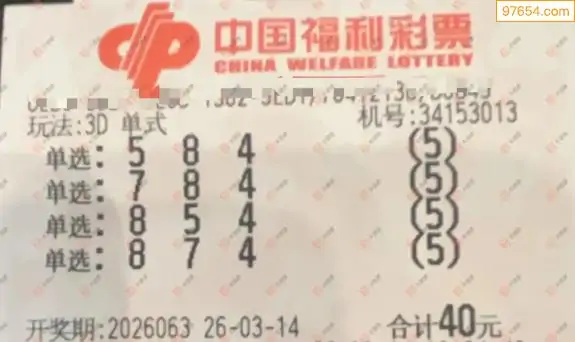 97654.com
中国福利彩票
CHINA WELFARE LOTTERY
玩法:3D 单式 机号:34153013
单选: 5 8 4 (5)
单选: 7 8 4 (5)
单选: 8 5 4 (5)
单选: 8 7 4 (5)
开奖期:2026063 26-03-14 合计40元